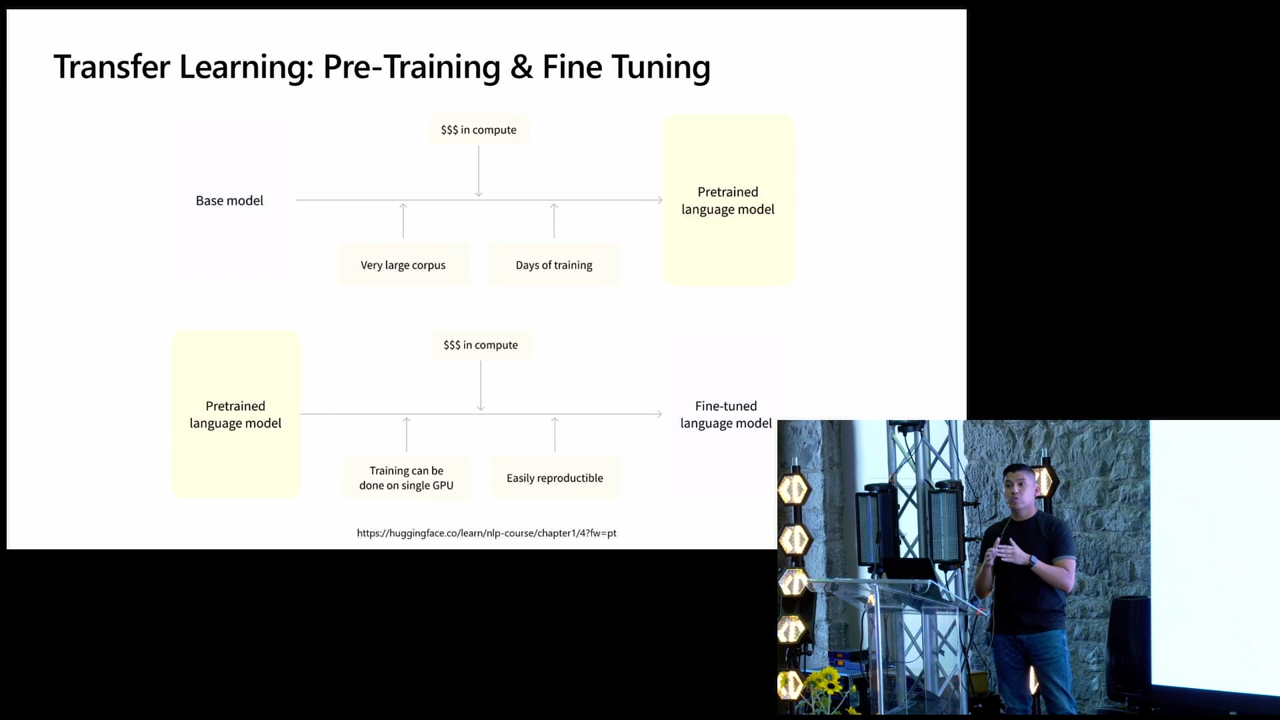 Transfer Learning: Pre-Training & Fine Tuning
$$$ in compute
Base model
Pretrained
language model
Very large corpus
Days of training
$$$ in compute
Pretrained
language model
Fine-tuned
language model
Training can be
done on single GPU
Easily reproductible
https://huggingface.co/learn/nlp-course/chapter1/4?fw=pt